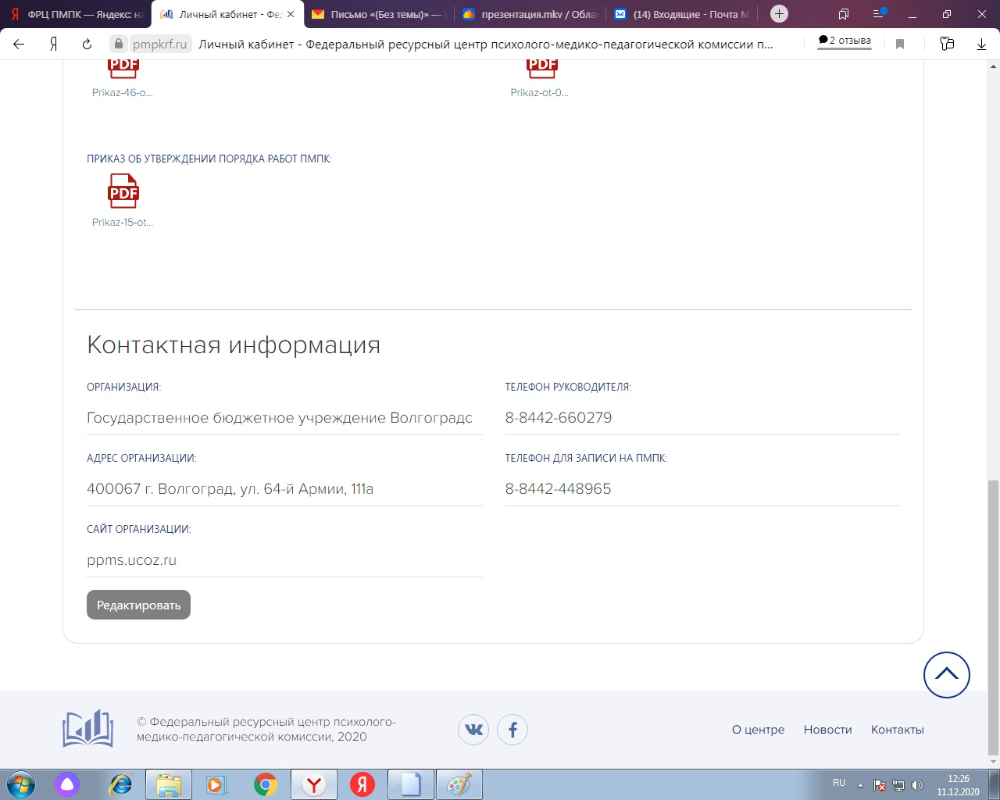 ФРЦ ПМПК — Яндекс: на
Личный кабинет - Фед
Письмо «(Без темы)» —
презентация.mkv / Обла
(14) Входящие - Почта M
pmpkrf.ru
Личный кабинет - Федеральный ресурсный центр психолого-медико-педагогической комиссии п...
2 отзыва
PDF
PDF
Prikaz-46-o...
Prikaz-ot-0...
ПРИКАЗ ОБ УТВЕРЖДЕНИИ ПОРЯДКА РАБОТ ПМПК:
PDF
Prikaz-15-ot...
Контактная информация
ОРГАНИЗАЦИЯ:
ТЕЛЕФОН РУКОВОДИТЕЛЯ:
Государственное бюджетное учреждение Волгоградс
8-8442-660279
АДРЕС ОРГАНИЗАЦИИ:
ТЕЛЕФОН ДЛЯ ЗАПИСИ НА ПМПК:
400067 г. Волгоград, ул. 64-й Армии, 111а
8-8442-448965
САЙТ ОРГАНИЗАЦИИ:
ppms.ucoz.ru
Редактировать
© Федеральный ресурсный центр психолого-
медико-педагогической комиссии, 2020
О центре
Новости
Контакты
RU
12:26
11.12.2020